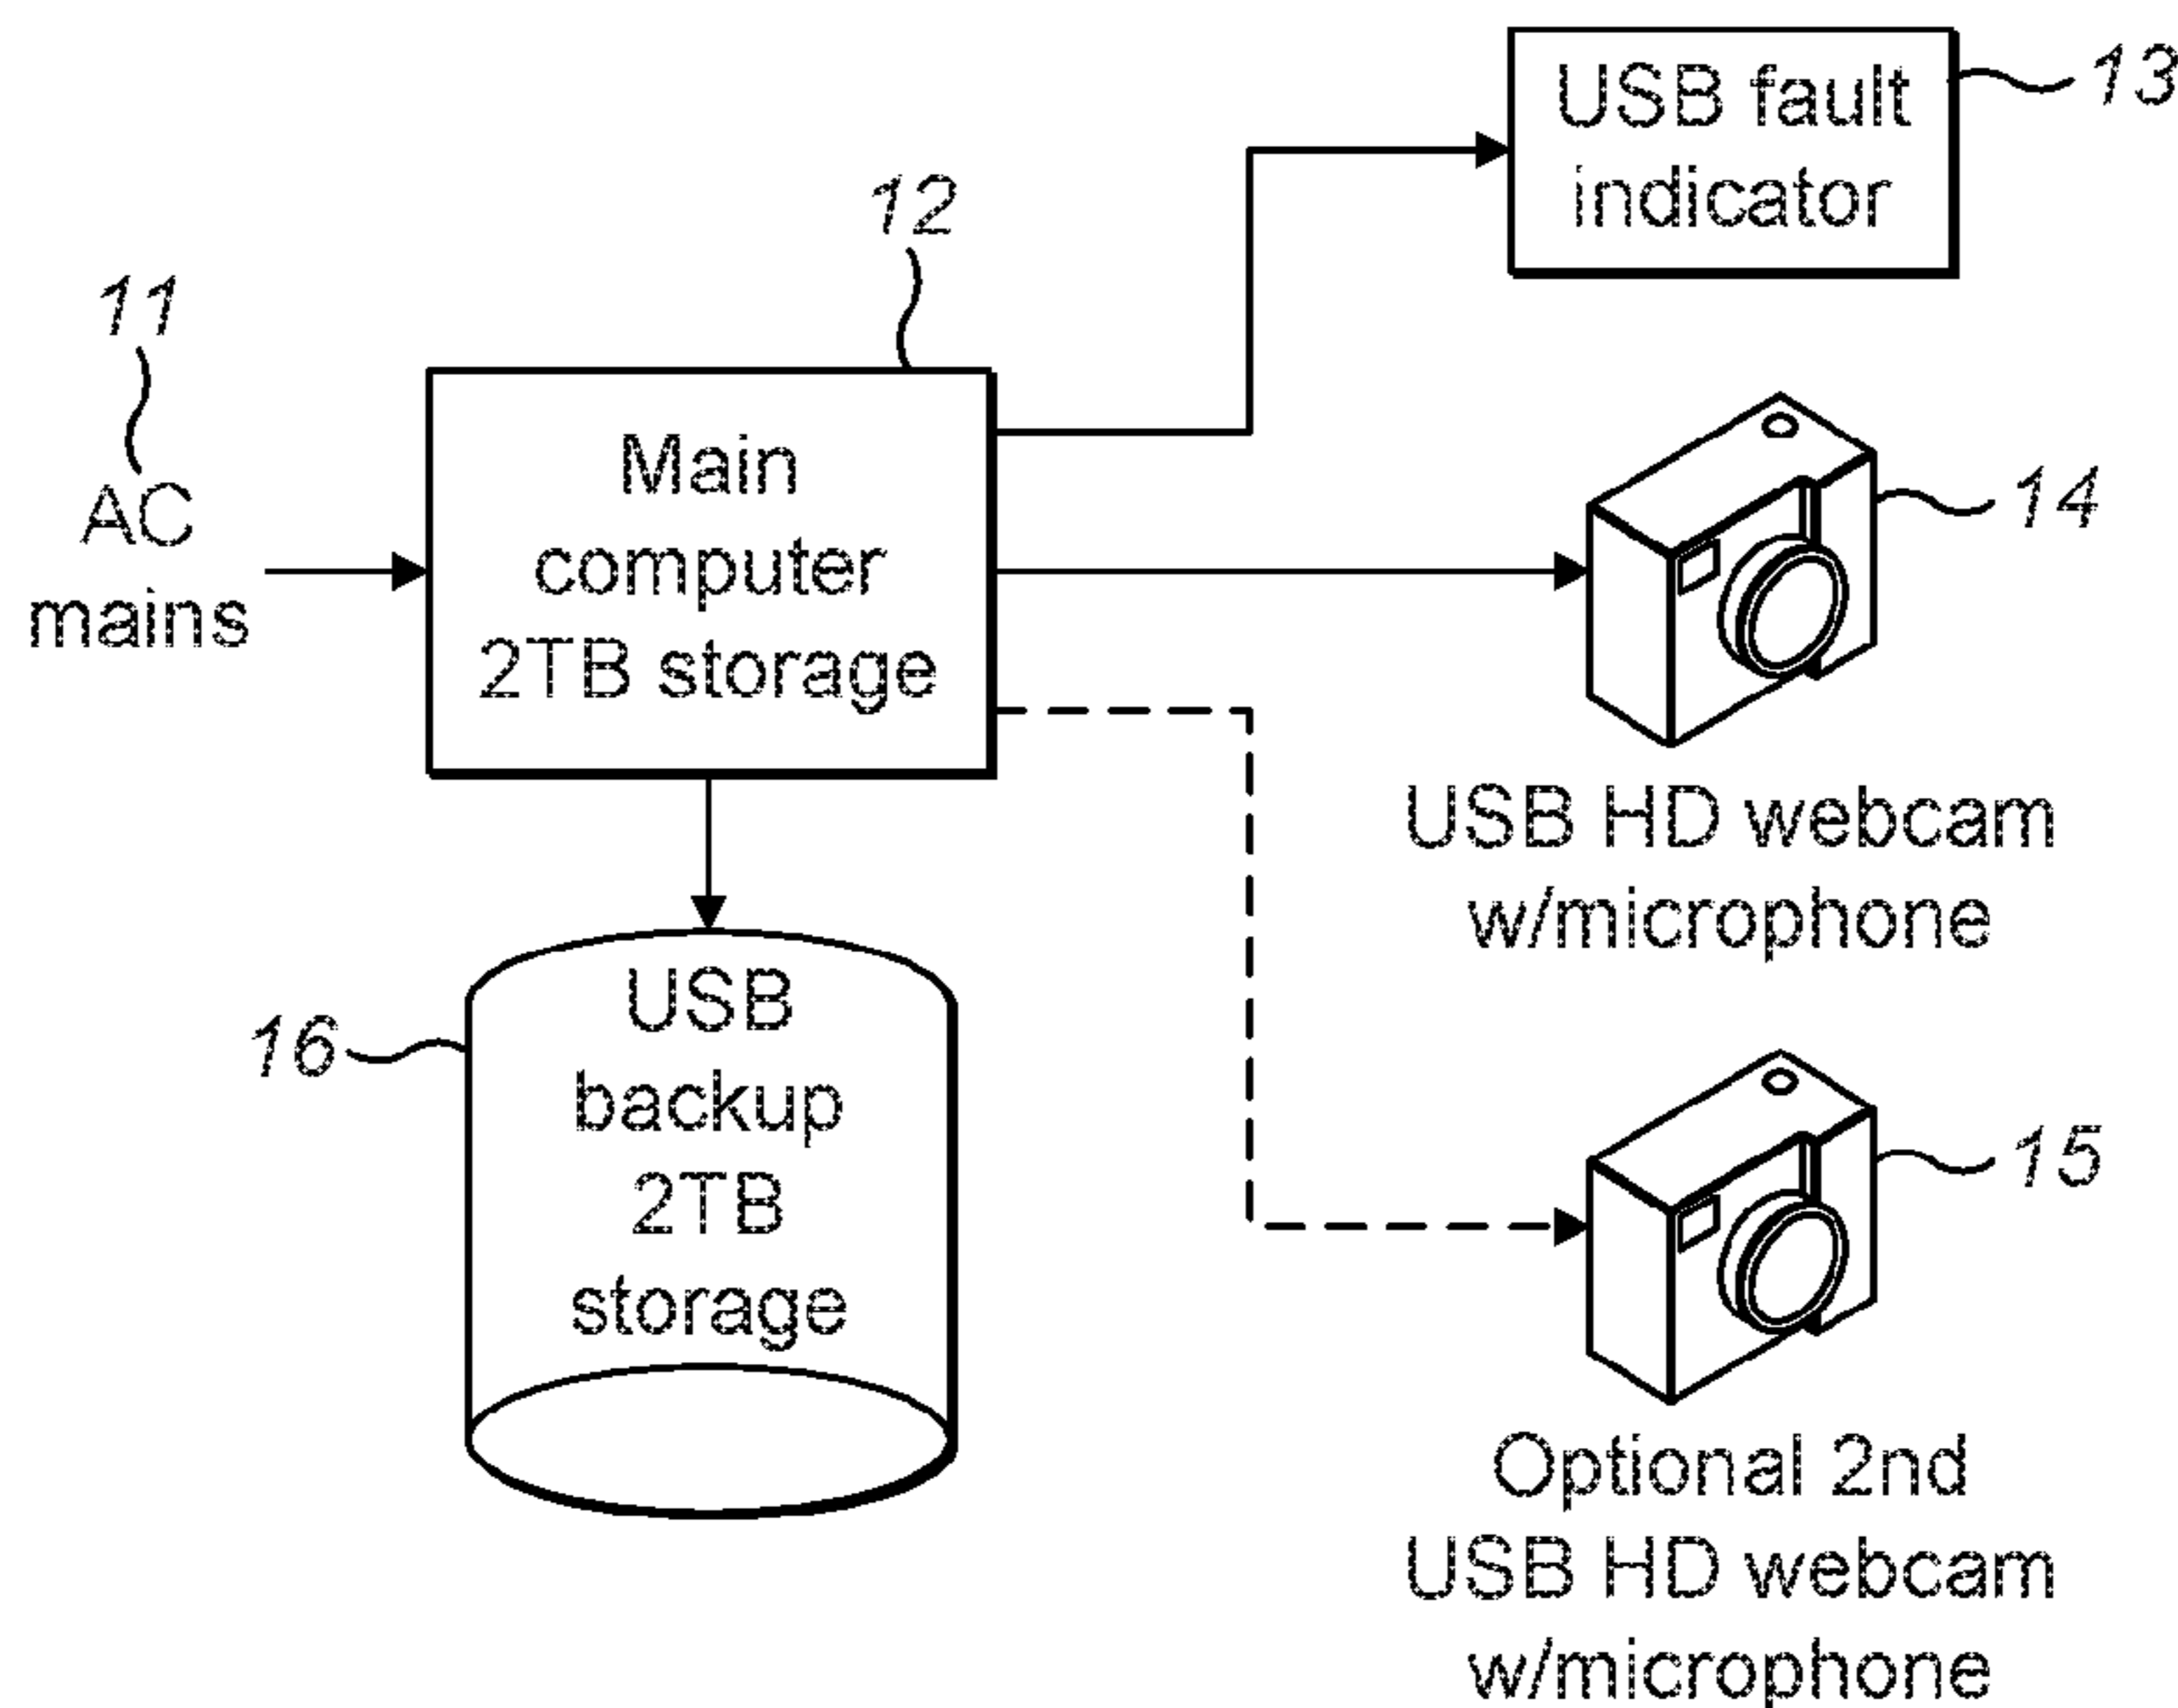 13
USB fault
indicator
12
11
AC
mains
Main
computer
2TB storage
14
USB HD webcam
w/microphone
16
USB
backup
2TB
storage
15
Optional 2nd
USB HD webcam
w/microphone